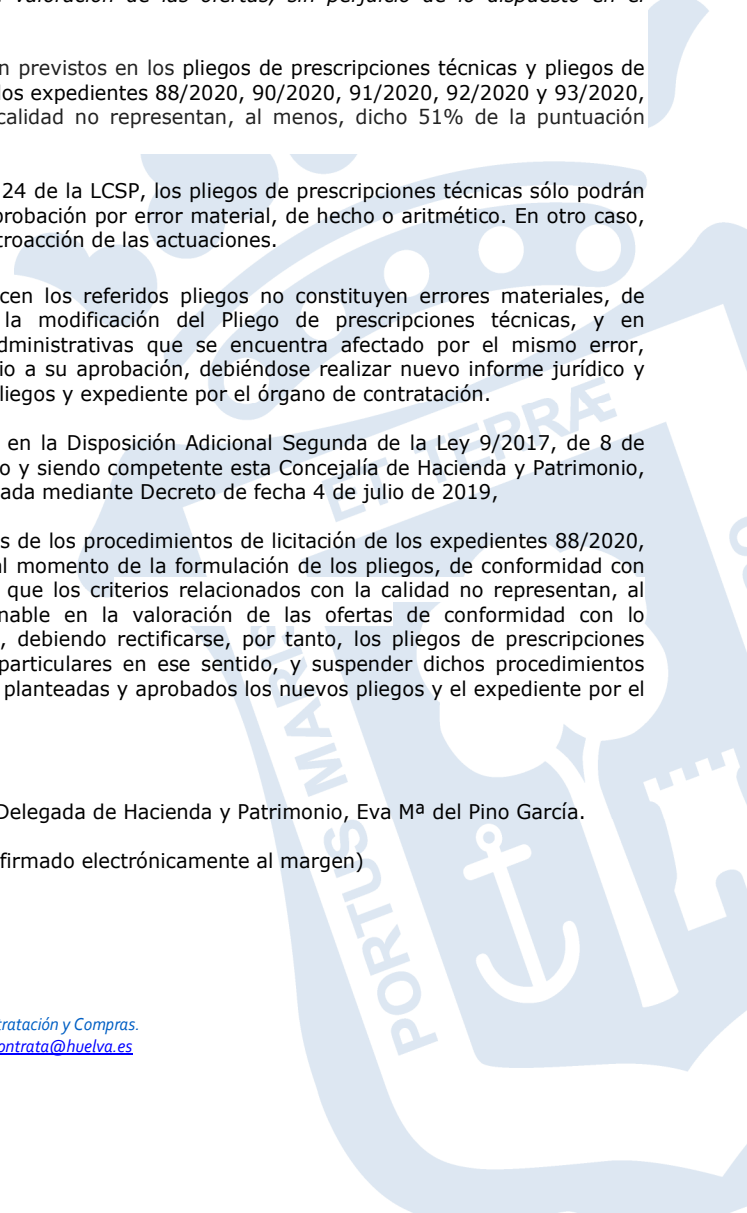 valoración de las ofertas, sin perjuicio de lo dispuesto en el
n previstos en los pliegos de prescripciones técnicas y pliegos de
los expedientes 88/2020, 90/2020, 91/2020, 92/2020 y 93/2020,
calidad no representan, al menos, dicho 51% de la puntuación
24 de la LCSP, los pliegos de prescripciones técnicas sólo podrán
probación por error material, de hecho o aritmético. En otro caso,
troacción de las actuaciones.
cen los referidos pliegos no constituyen errores materiales, de
la modificación del Pliego de prescripciones técnicas, y en
dministrativas que se encuentra afectado por el mismo error,
io a su aprobación, debiéndose realizar nuevo informe jurídico y
liegos y expediente por el órgano de contratación.
en la Disposición Adicional Segunda de la Ley 9/2017, de 8 de
o y siendo competente esta Concejalía de Hacienda y Patrimonio,
ada mediante Decreto de fecha 4 de julio de 2019,
s de los procedimientos de licitación de los expedientes 88/2020,
al momento de la formulación de los pliegos, de conformidad con
que los criterios relacionados con la calidad no representan, al
nable en la valoración de las ofertas de conformidad con lo
, debiendo rectificarse, por tanto, los pliegos de prescripciones
particulares en ese sentido, y suspender dichos procedimientos
planteadas y aprobados los nuevos pliegos y el expediente por el
Delegada de Hacienda y Patrimonio, Eva Mª del Pino García.
firmado electrónicamente al margen)
tratación y Compras.
ontrata@huelva.es
PORTUS MARIS
ET TERRÆ